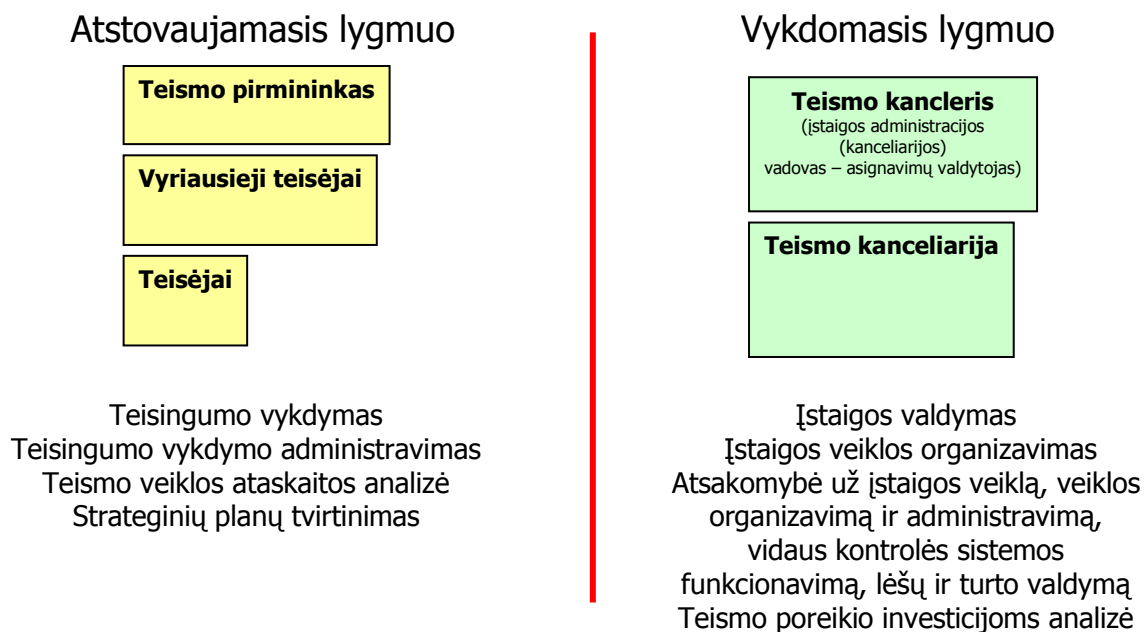 Atstovaujamasis lygmuo
Teismo pirmininkas
Vyriausieji teisėjai
Teisėjai
Teisingumo vykdymas
Teisingumo vykdymo administravimas
Teismo veiklos ataskaitos analizė
Strateginių planų tvirtinimas
Vykdomasis lygmuo
Teismo kancleris
(įstaigos administracijos
(kanceliarijos)
vadovas – asignavimų valdytojas)
Teismo kanceliarija
Įstaigos valdymas
Įstaigos veiklos organizavimas
Atsakomybė už įstaigos veiklą, veiklos
organizavimą ir administravimą,
vidaus kontrolės sistemos
funkcionavimą, lėšų ir turto valdymą
Teismo poreikio investicijoms analizė